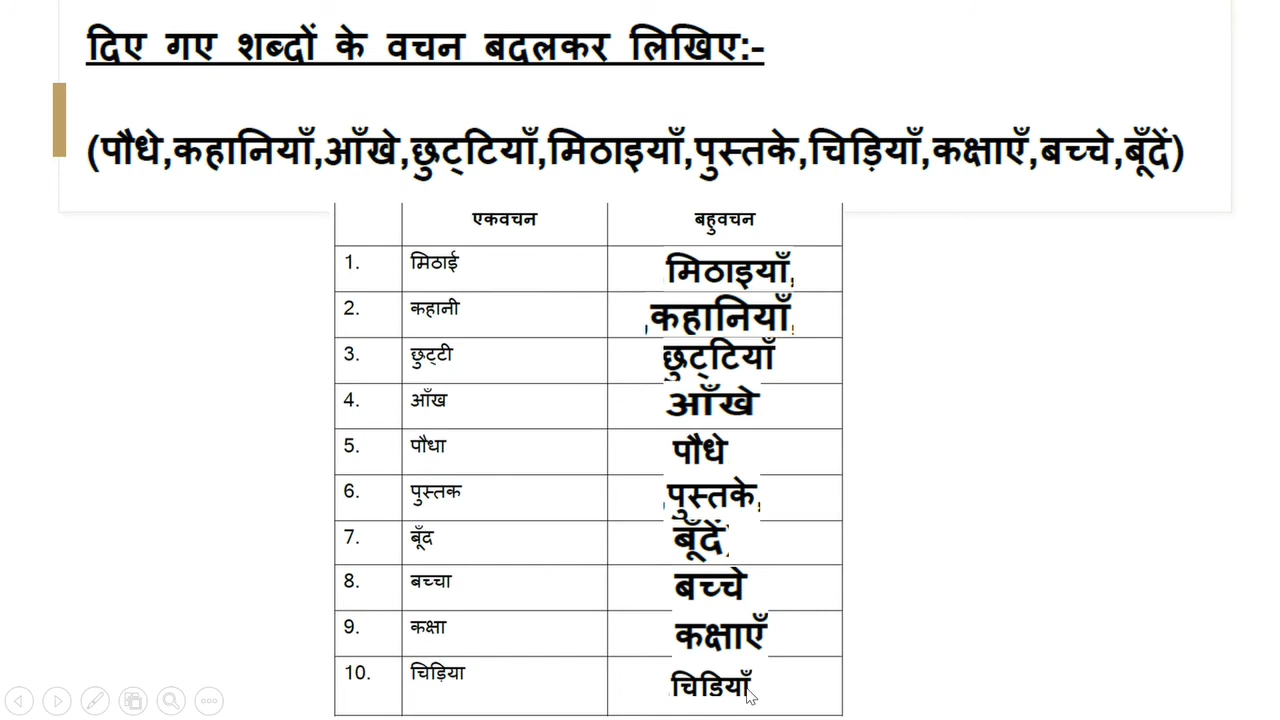 दिए गए शब्दों के वचन बदलकर लिखिए:-
(पौधे,कहानियाँ,आँखे,छुट्टियाँ,मिठाइयाँ,पुस्तके,चिड़ियाँ,कक्षाएँ,बच्चे,बूँदें)
एकवचन बहुवचन
1. मिठाई मिठाइयाँ,
2. कहानी ,कहानियाँ,
3. छुट्टी छुट्टियाँ
4. आँख आँखे
5. पौधा पौधे
6. पुस्तक ,पुस्तके,
7. बूँद बूँदें)
8. बच्चा बच्चे
9. कक्षा कक्षाएँ
10. चिड़िया ,चिड़ियाँ